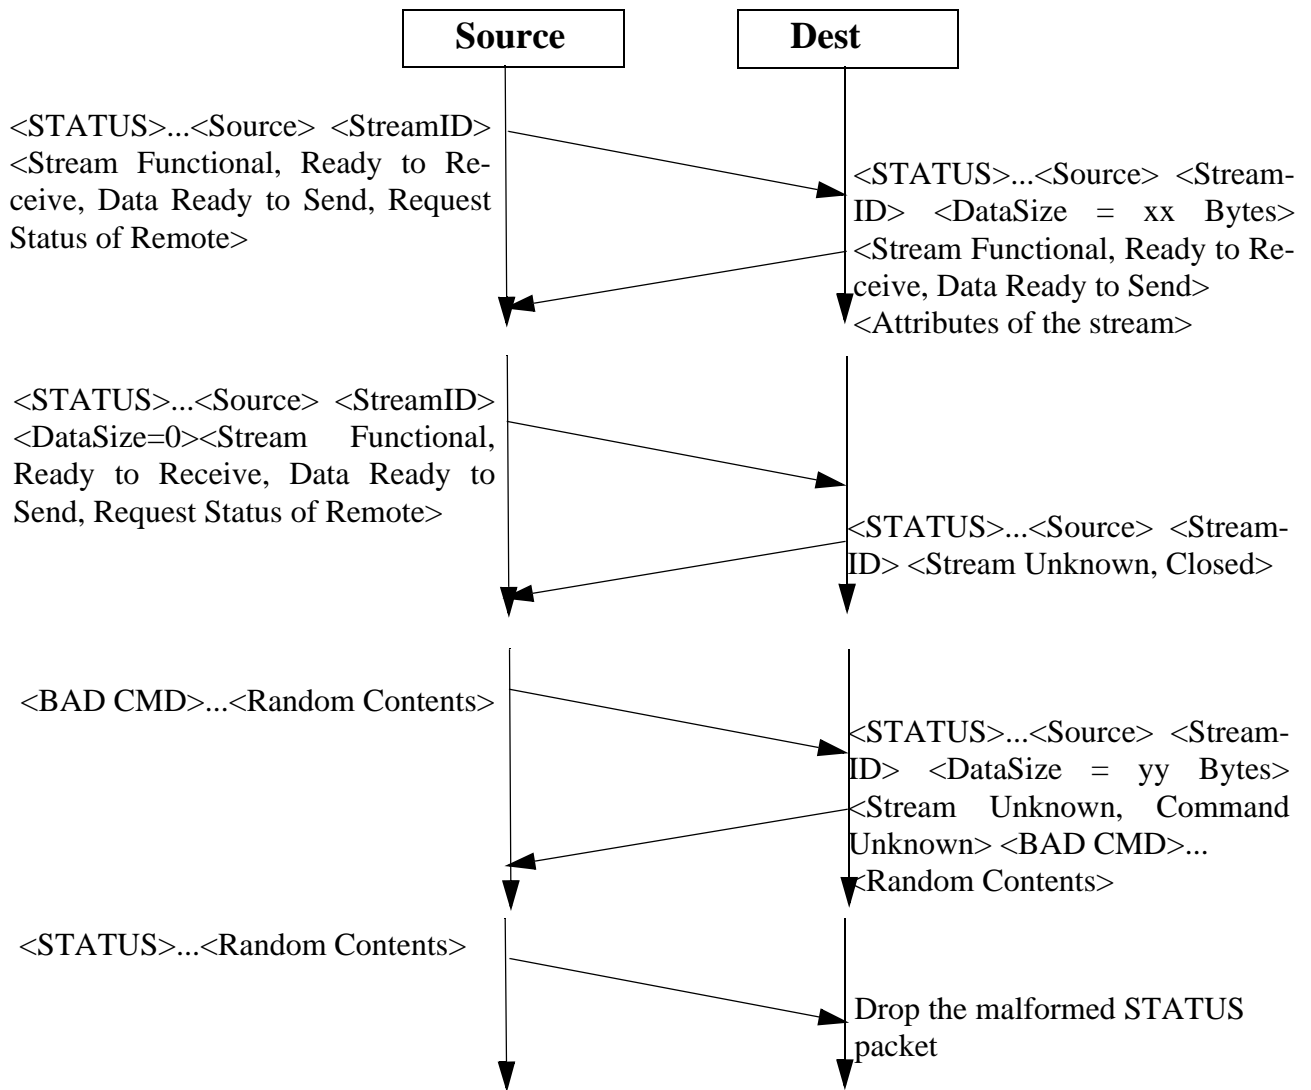 Source
Dest
<STATUS>...<Source> <StreamID>
<Stream Functional, Ready to Re-
ceive, Data Ready to Send, Request
Status of Remote>
<STATUS>...<Source> <Stream-
ID> <DataSize = xx Bytes>
<Stream Functional, Ready to Re-
ceive, Data Ready to Send>
<Attributes of the stream>
<STATUS>...<Source> <StreamID>
<DataSize=0><Stream Functional,
Ready to Receive, Data Ready to
Send, Request Status of Remote>
<STATUS>...<Source> <Stream-
ID> <Stream Unknown, Closed>
<BAD CMD>...<Random Contents>
<STATUS>...<Source> <Stream-
ID> <DataSize = yy Bytes>
<Stream Unknown, Command
Unknown> <BAD CMD>...
<Random Contents>
<STATUS>...<Random Contents>
Drop the malformed STATUS
packet